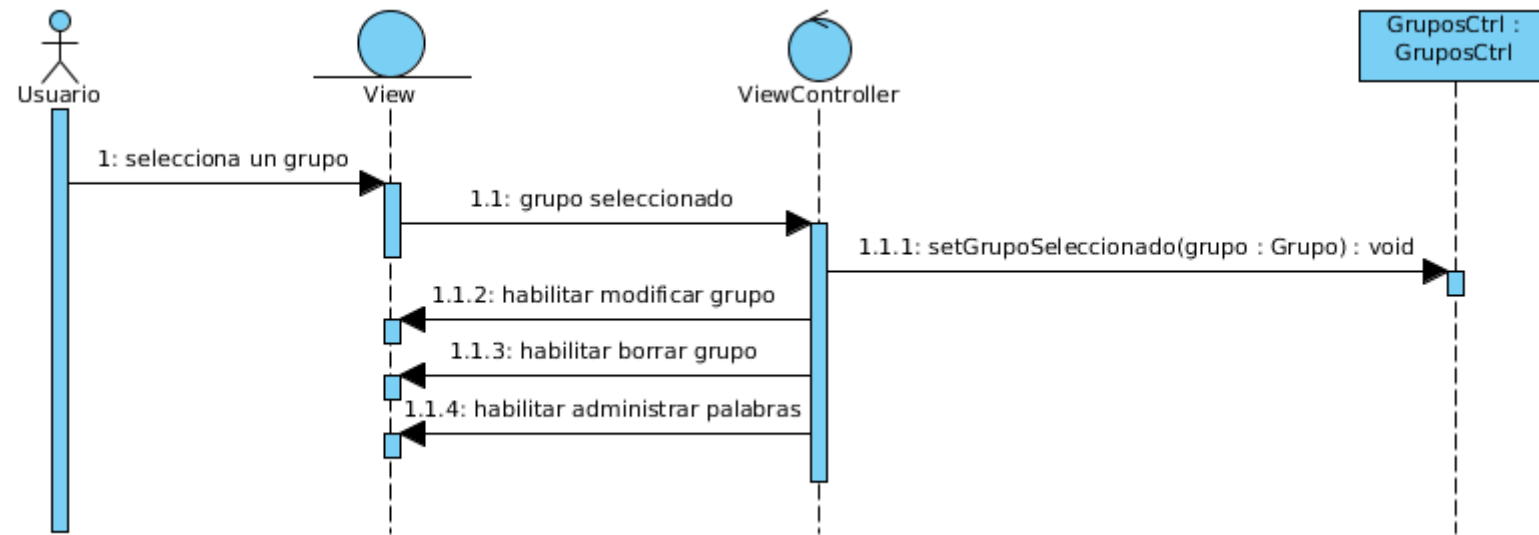 GruposCtrl :
GruposCtrl
Usuario
View
ViewController
1: selecciona un grupo
1.1: grupo seleccionado
1.1.1: setGrupoSeleccionado(grupo : Grupo) : void
1.1.2: habilitar modificar grupo
1.1.3: habilitar borrar grupo
1.1.4: habilitar administrar palabras